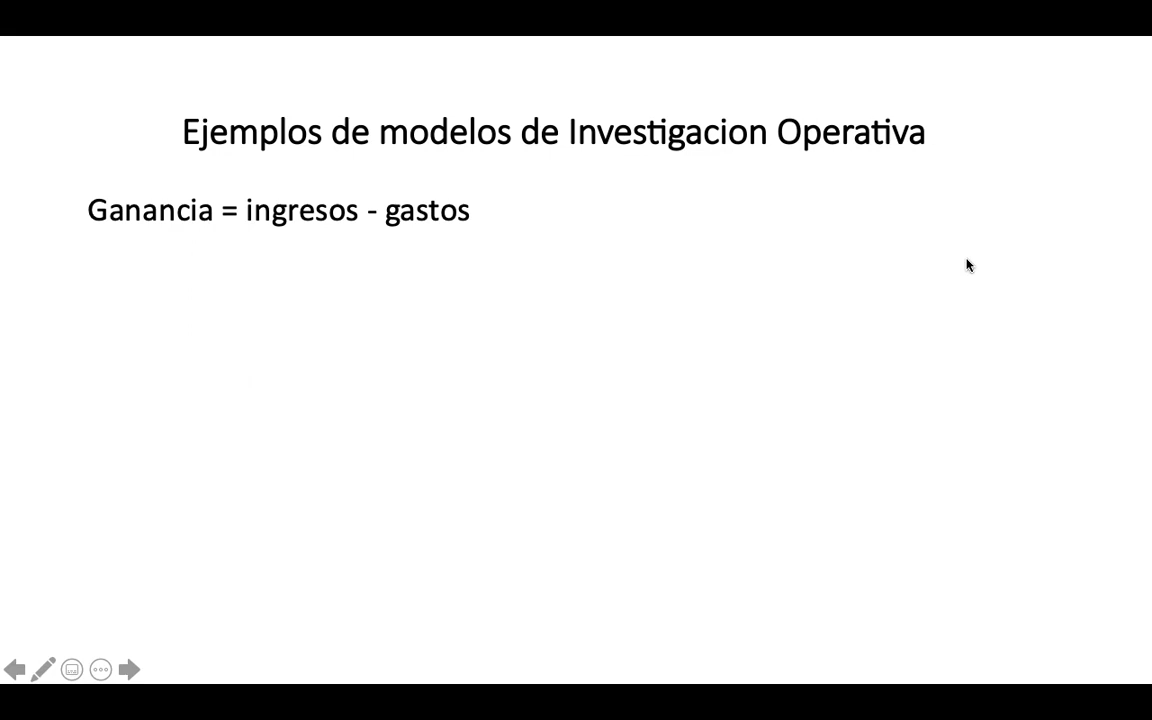 Ejemplos de modelos de Investigacion Operativa
Ganancia = ingresos - gastos